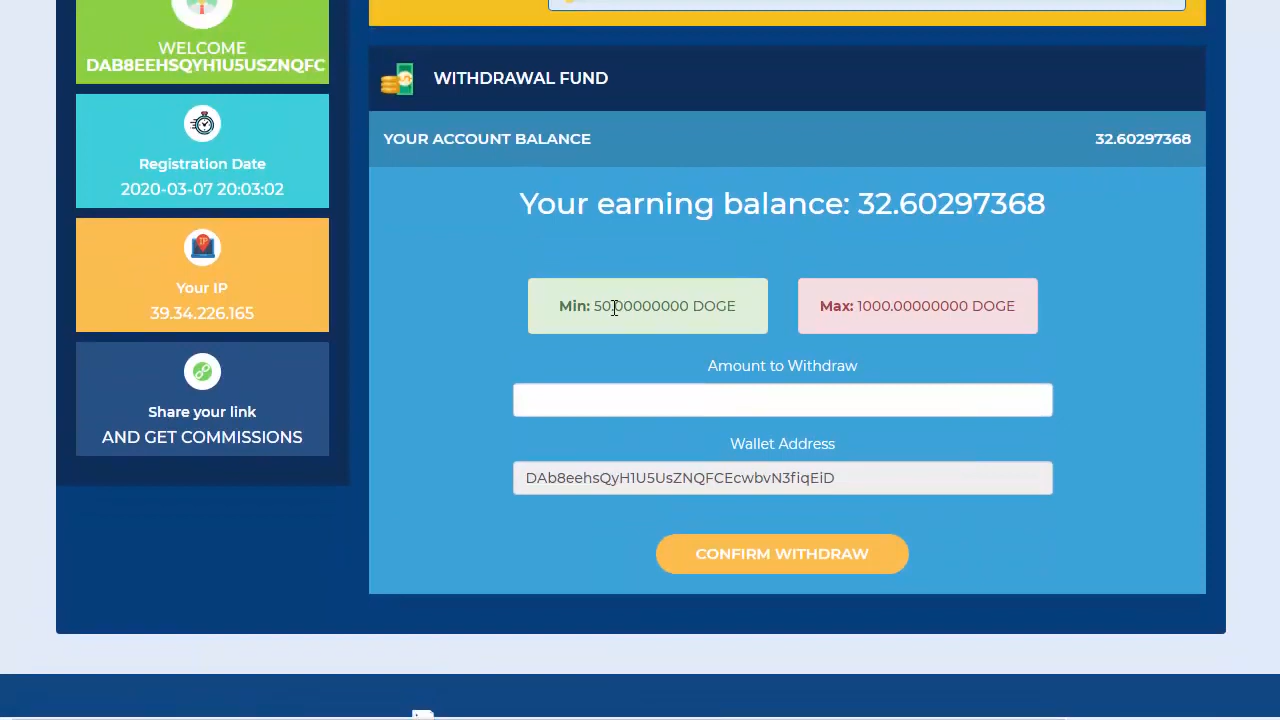 WELCOME
DAB8EEHSQYH1U5USZNQFC
Registration Date
2020-03-07 20:03:02
Your IP
39.34.226.165
Share your link
AND GET COMMISSIONS
WITHDRAWAL FUND
YOUR ACCOUNT BALANCE 32.60297368
Your earning balance: 32.60297368
Min: 50.00000000 DOGE
Max: 1000.00000000 DOGE
Amount to Withdraw
Wallet Address
DAb8eehsQyH1U5UsZNQFCEcwbvN3fiqEiD
CONFIRM WITHDRAW